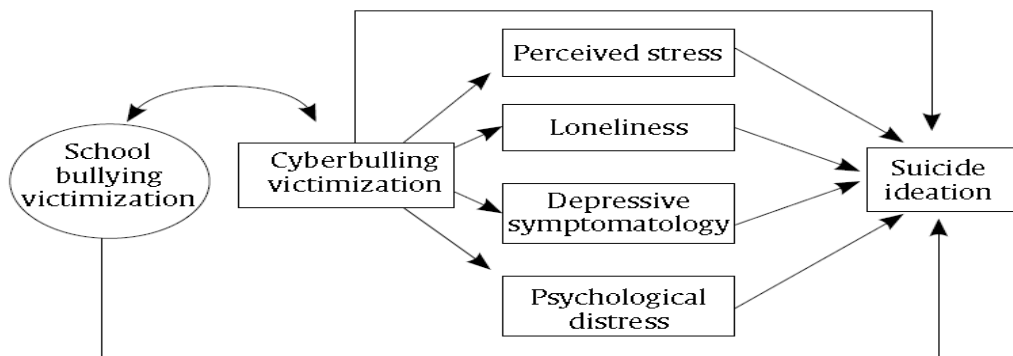 School
bullying
victimization
Cyberbulling
victimization
Perceived stress
Loneliness
Depressive
symptomatology
Psychological
distress
Suicide
ideation